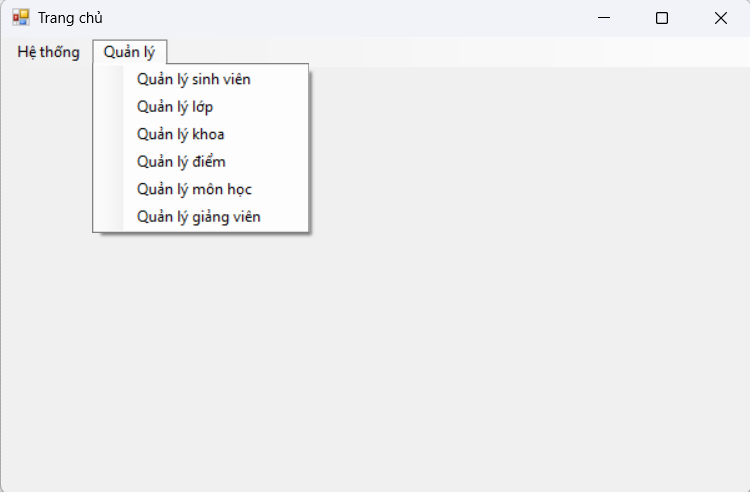 Trang chủ
Hệ thống Quản lý
Quản lý sinh viên
Quản lý lớp
Quản lý khoa
Quản lý điểm
Quản lý môn học
Quản lý giảng viên